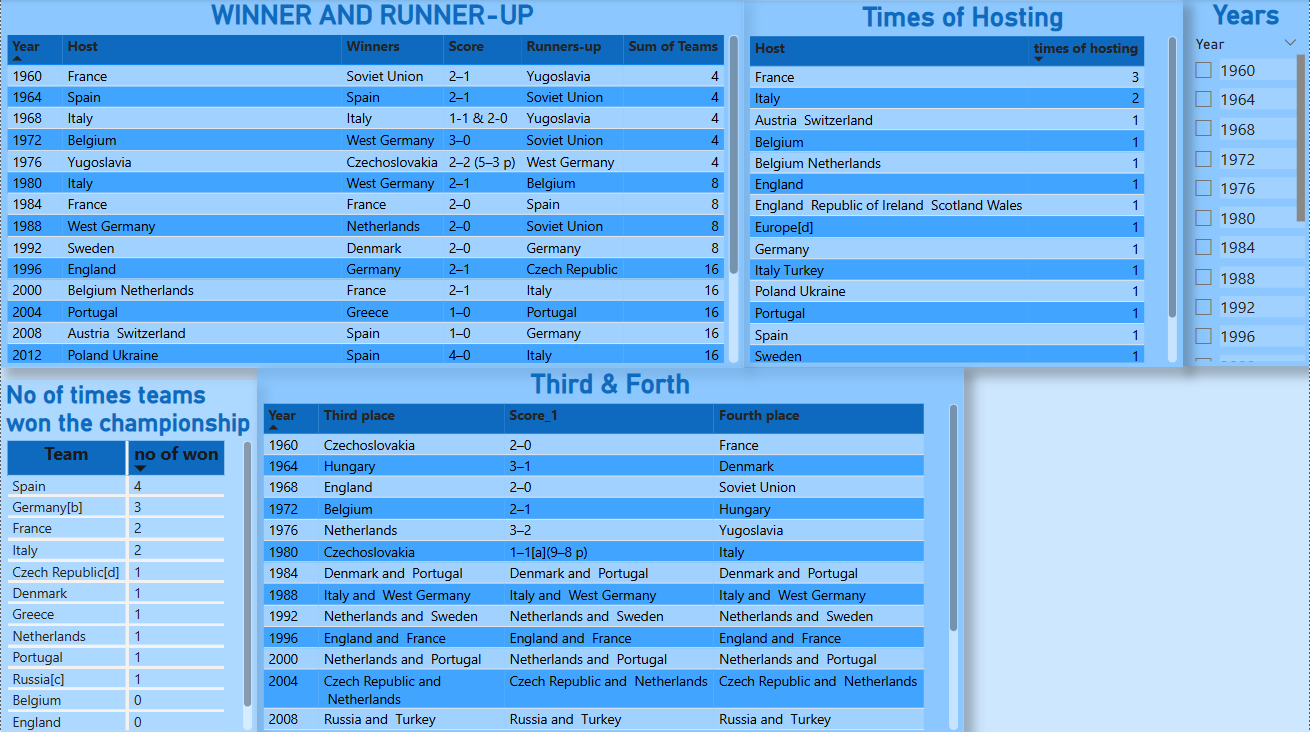 WINNER AND RUNNER-UP
Year Host Winners Score Runners-up Sum of Teams
1960 France Soviet Union 2–1 Yugoslavia 4
1964 Spain Spain 2–1 Soviet Union 4
1968 Italy Italy 1-1 & 2-0 Yugoslavia 4
1972 Belgium West Germany 3–0 Soviet Union 4
1976 Yugoslavia Czechoslovakia 2–2 (5–3 p) West Germany 4
1980 Italy West Germany 2–1 Belgium 8
1984 France France 2–0 Spain 8
1988 West Germany Netherlands 2–0 Soviet Union 8
1992 Sweden Denmark 2–0 Germany 8
1996 England Germany 2–1 Czech Republic 16
2000 Belgium Netherlands France 2–1 Italy 16
2004 Portugal Greece 1–0 Portugal 16
2008 Austria  Switzerland Spain 1–0 Germany 16
2012 Poland Ukraine Spain 4–0 Italy 16
Times of Hosting
Host times of hosting
France 3
Italy 2
Austria  Switzerland 1
Belgium 1
Belgium Netherlands 1
England 1
England  Republic of Ireland  Scotland Wales 1
Europe[d] 1
Germany 1
Italy Turkey 1
Poland Ukraine 1
Portugal 1
Spain 1
Sweden 1
Years
Year
1960
1964
1968
1972
1976
1980
1984
1988
1992
1996
No of times teams
won the championship
Team no of won
Spain 4
Germany[b] 3
France 2
Italy 2
Czech Republic[d] 1
Denmark 1
Greece 1
Netherlands 1
Portugal 1
Russia[c] 1
Belgium 0
England 0
Third & Forth
Year Third place Score_1 Fourth place
1960 Czechoslovakia 2–0 France
1964 Hungary 3–1 Denmark
1968 England 2–0 Soviet Union
1972 Belgium 2–1 Hungary
1976 Netherlands 3–2 Yugoslavia
1980 Czechoslovakia 1–1[a](9–8 p) Italy
1984 Denmark and  Portugal Denmark and  Portugal Denmark and  Portugal
1988 Italy and  West Germany Italy and  West Germany Italy and  West Germany
1992 Netherlands and  Sweden Netherlands and  Sweden Netherlands and  Sweden
1996 England and  France England and  France England and  France
2000 Netherlands and  Portugal Netherlands and  Portugal Netherlands and  Portugal
2004 Czech Republic and Czech Republic and  Netherlands Czech Republic and  Netherlands
Netherlands
2008 Russia and  Turkey Russia and  Turkey Russia and  Turkey